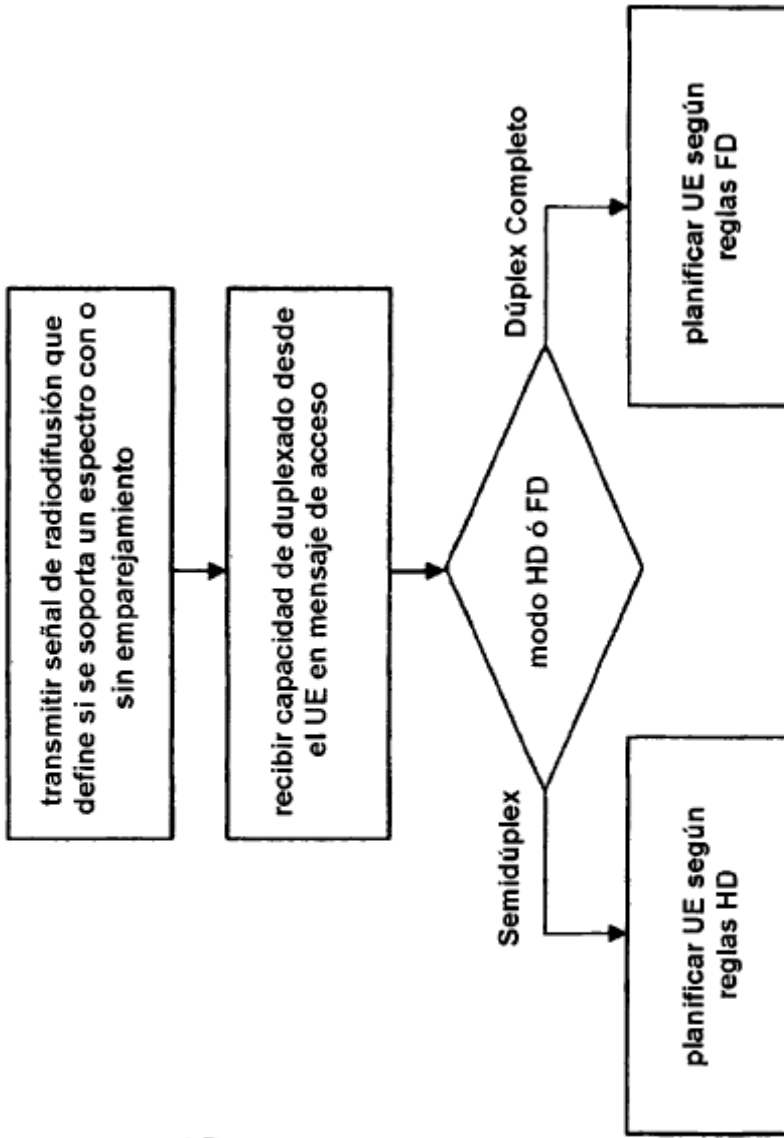 transmitir señal de radiodifusión que
define si se soporta un espectro con o
sin emparejamiento
recibir capacidad de duplexado desde
el UE en mensaje de acceso
modo HD ó FD
Semidúplex
Dúplex Completo
planificar UE según
reglas HD
planificar UE según
reglas FD